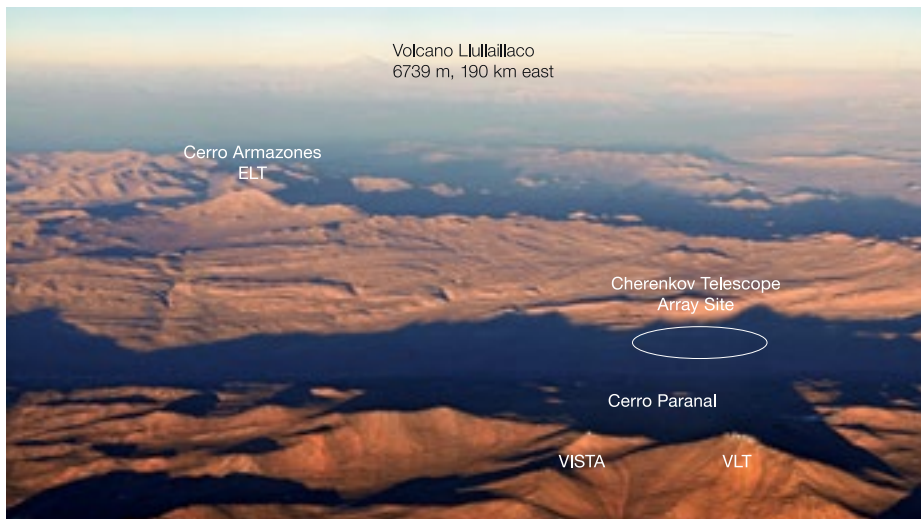 Volcano Llullaillaco
6739 m, 190 km east
Cerro Armazones
ELT
Cherenkov Telescope
Array Site
Cerro Paranal
VISTA
VLT